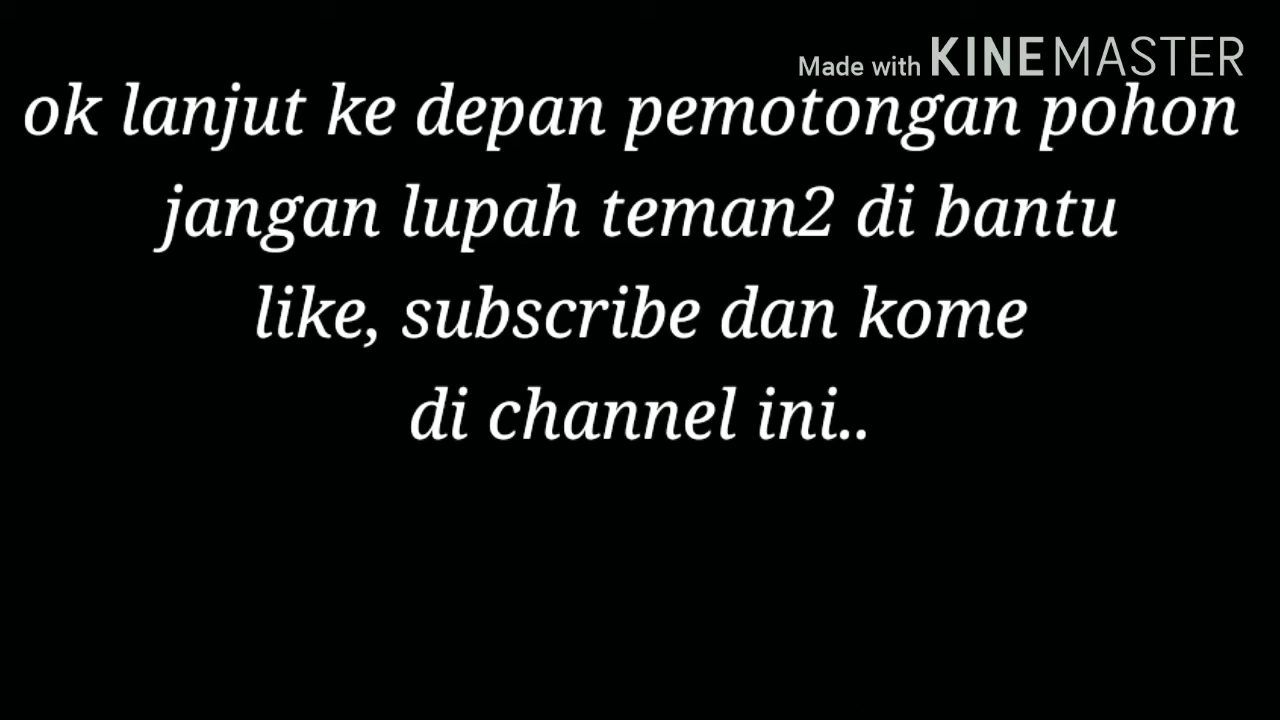 Made with KINEMASTER
ok lanjut ke depan pemotongan pohon
jangan lupah teman2 di bantu
like, subscribe dan kome
di channel ini..